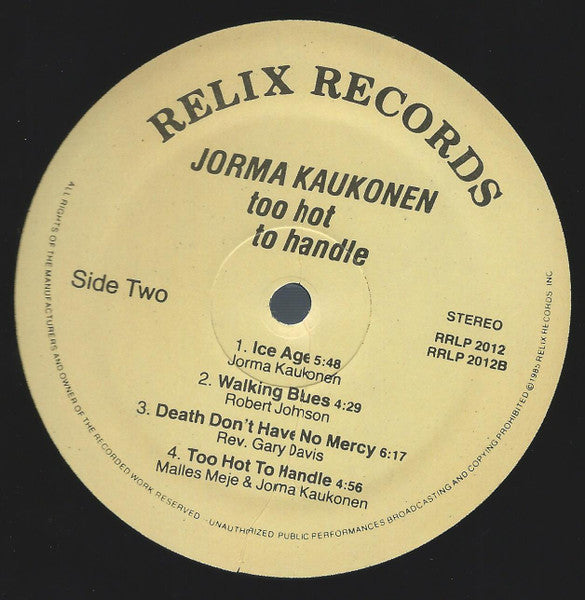 RELIX RECORDS
JORMA KAUKONEN
too hot
to handle
Side Two
STEREO
RRLP 2012
RRLP 2012B
1. Ice Age 5:48
Jorma Kaukonen
2. Walking Blues 4:29
Robert Johnson
3. Death Don't Have No Mercy 6:17
Rev. Gary Davis
4. Too Hot To Handle 4:56
Malles Meje & Jorma Kaukonen
ALL RIGHTS OF THE MANUFACTURERS AND OWNER OF THE RECORDED WORK RESERVED - UNAUTHORIZED PUBLIC PERFORMANCES BROADCASTING AND COPYING PROHIBITED ©1985 RELIX RECORDS, INC